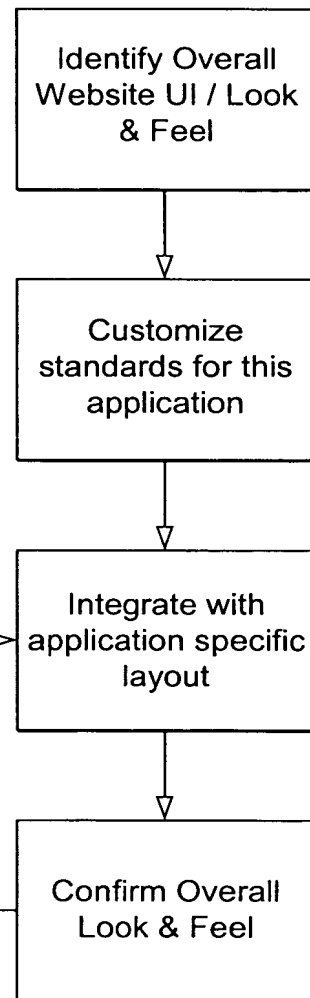 Identify Overall
Website UI / Look
& Feel
Customize
standards for this
application
Integrate with
application specific
layout
Confirm Overall
Look & Feel